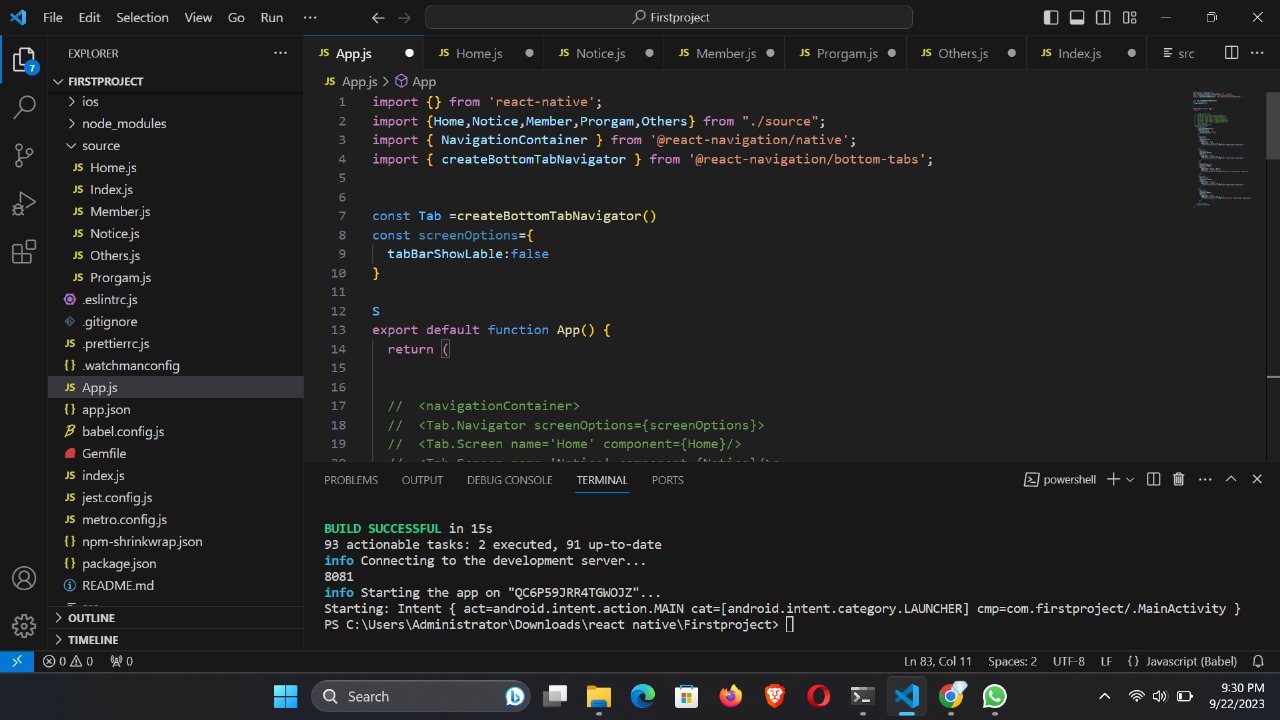 File Edit Selection View Go Run ··· Firstproject
EXPLORER ···
FIRSTPROJECT
ios
node_modules
source
JS Home.js
JS Index.js
JS Member.js
JS Notice.js
JS Others.js
JS Prorgam.js
.eslintrc.js
.gitignore
JS .prettierrc.js
{} .watchmanconfig
JS App.js
{} app.json
babel.config.js
Gemfile
JS index.js
JS jest.config.js
JS metro.config.js
{} npm-shrinkwrap.json
{} package.json
README.md
OUTLINE
TIMELINE
7
JS App.js JS Home.js JS Notice.js JS Member.js JS Prorgam.js JS Others.js JS Index.js src ···
JS App.js > App
1 import {} from 'react-native';
2 import {Home,Notice,Member,Prorgam,Others} from "./source";
3 import { NavigationContainer } from '@react-navigation/native';
4 import { createBottomTabNavigator } from '@react-navigation/bottom-tabs';
5
6
7 const Tab =createBottomTabNavigator()
8 const screenOptions={
9 tabBarShowLable:false
10 }
11
12 S
13 export default function App() {
14 return (
15
16
17 // <navigationContainer>
18 // <Tab.Navigator screenOptions={screenOptions}>
19 // <Tab.Screen name='Home' component={Home}/>
20 // <Tab.Screen name='Notice' component={Notice}/>
PROBLEMS OUTPUT DEBUG CONSOLE TERMINAL PORTS powershell ···
BUILD SUCCESSFUL in 15s
93 actionable tasks: 2 executed, 91 up-to-date
info Connecting to the development server...
8081
info Starting the app on "QC6P59JRR4TGWOJZ"...
Starting: Intent { act=android.intent.action.MAIN cat=[android.intent.category.LAUNCHER] cmp=com.firstproject/.MainActivity }
PS C:\Users\Administrator\Downloads\react native\Firstproject>
0 0 0 Ln 83, Col 11 Spaces: 2 UTF-8 LF {} Javascript (Babel)
Search
9:30 PM
9/22/2023